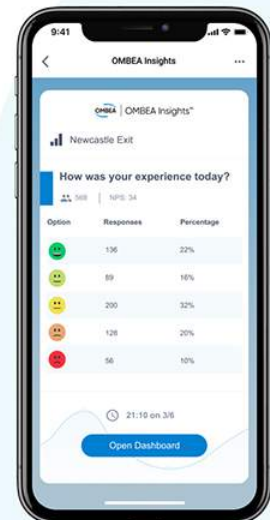 9:41
OMBEA Insights
OMBEA | OMBEA Insights™
Newcastle Exit
How was your experience today?
569 | NPS: 34
Option Responses Percentage
136 22%
89 16%
200 32%
126 20%
56 10%
21:10 on 3/6
Open Dashboard